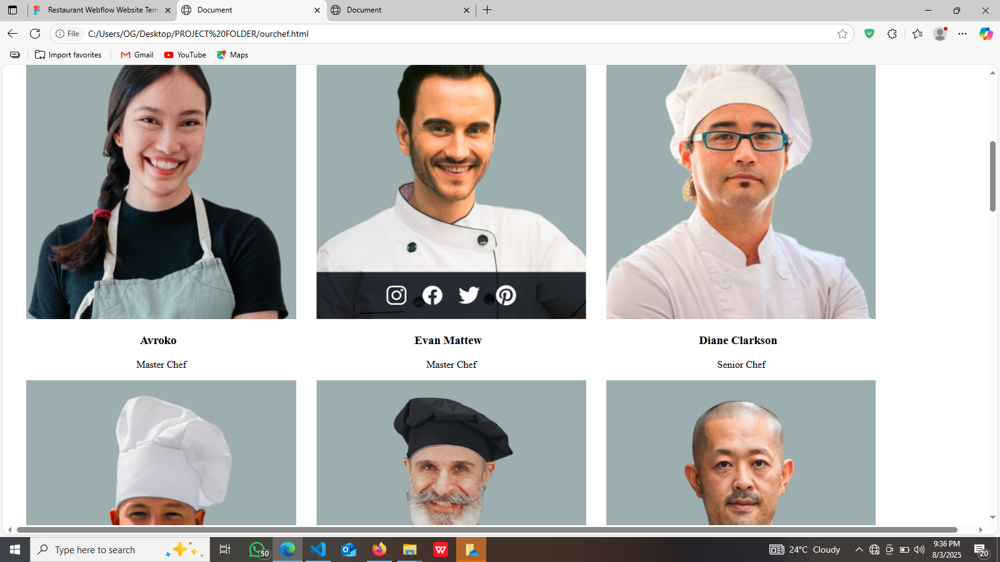 Restaurant Webflow Website Tem
Document
Document
File
C:/Users/OG/Desktop/PROJECT%20FOLDER/ourchef.html
Import favorites
Gmail
YouTube
Maps
Avroko
Evan Mattew
Diane Clarkson
Master Chef
Master Chef
Senior Chef
Type here to search
50
W
24°C Cloudy
9:36 PM
8/3/2025
20